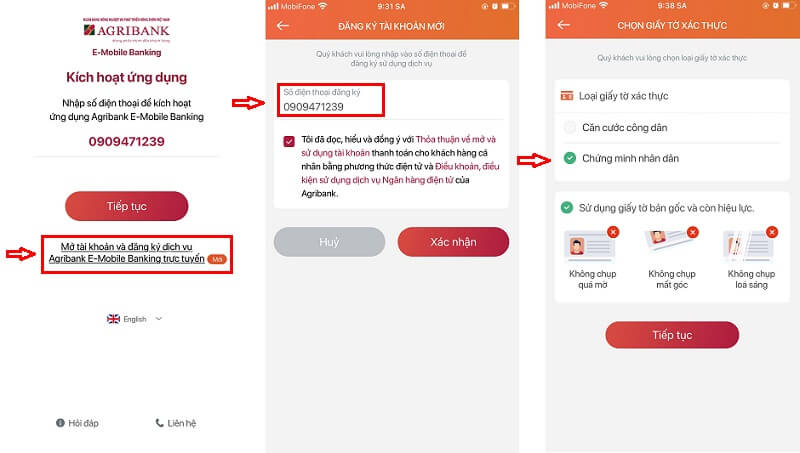 NGÂN HÀNG NÔNG NGHIỆP VÀ PHÁT TRIỂN NÔNG THÔN VIỆT NAM
AGRIBANK
Mang phồn thịnh đến khách hàng
E-Mobile Banking
Kích hoạt ứng dụng
Nhập số điện thoại để kích hoạt
ứng dụng Agribank E-Mobile Banking
0909471239
Tiếp tục
Mở tài khoản và đăng ký dịch vụ
Agribank E-Mobile Banking trực tuyến Mới
English
Hỏi đáp
Liên hệ
MobiFone 9:31 SA
ĐĂNG KÝ TÀI KHOẢN MỚI
Quý khách vui lòng nhập vào số điện thoại để
đăng ký sử dụng dịch vụ
Số điện thoại đăng ký
0909471239
Tôi đã đọc, hiểu và đồng ý với Thỏa thuận về mở và
sử dụng tài khoản thanh toán cho khách hàng cá
nhân bằng phương thức điện tử và Điều khoản, điều
kiện sử dụng dịch vụ Ngân hàng điện tử của
Agribank.
Huỷ
Xác nhận
MobiFone 9:38 SA
CHỌN GIẤY TỜ XÁC THỰC
Quý khách vui lòng chọn loại giấy tờ xác thực
Loại giấy tờ xác thực
Căn cước công dân
Chứng minh nhân dân
Sử dụng giấy tờ bản gốc và còn hiệu lực.
Không chụp
quá mờ
Không chụp
mất góc
Không chụp
loá sáng
Tiếp tục